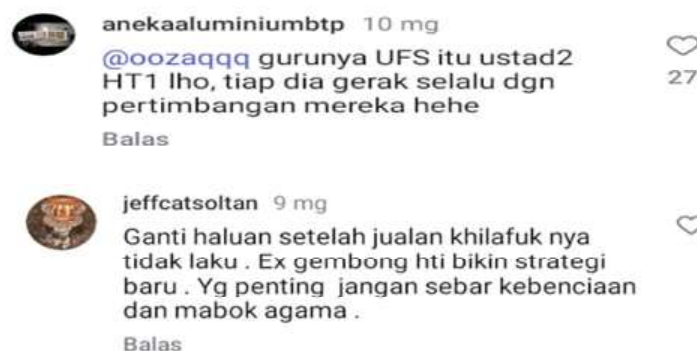 anekaaluminiumbtp 10 mg
@oozaqqq gurunya UFS itu ustad2
HT1 lho, tiap dia gerak selalu dgn
pertimbangan mereka hehe
27
Balas
jeffcatsoltan 9 mg
Ganti haluan setelah jualan khilafuk nya
tidak laku . Ex gembong hti bikin strategi
baru . Yg penting jangan sebar kebenciaan
dan mabok agama .
Balas